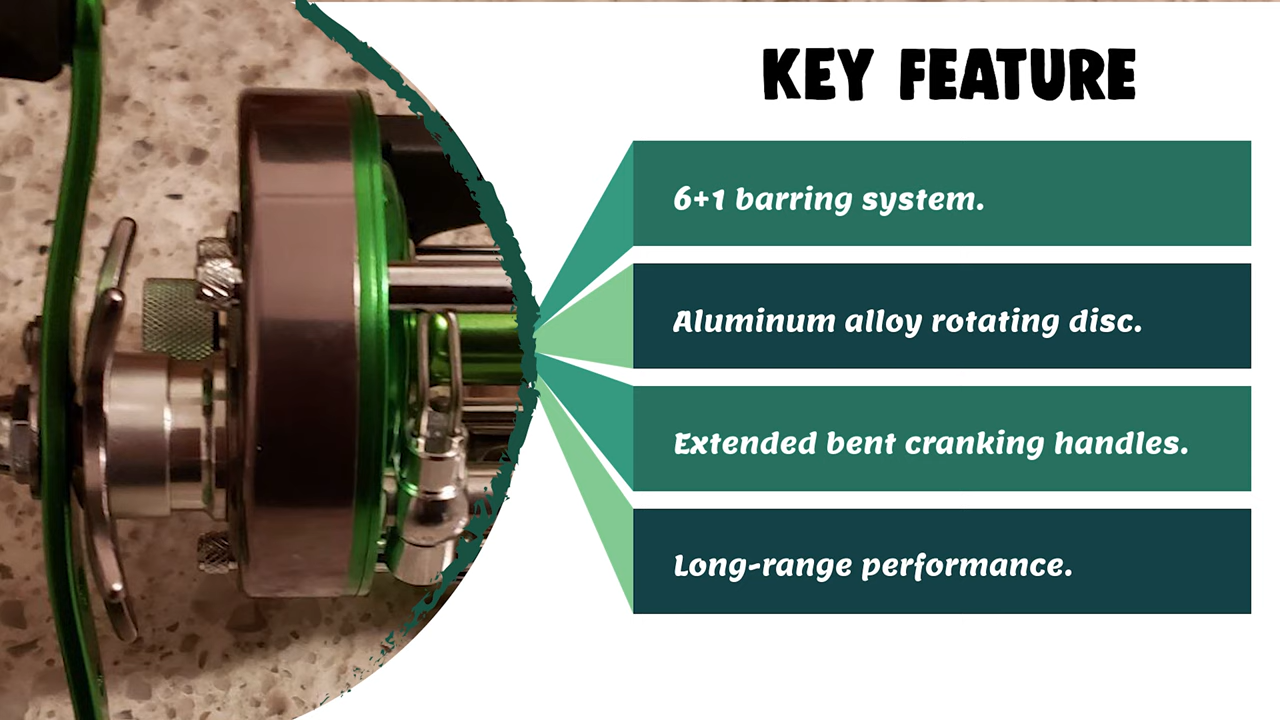 KEY FEATURE
6+1 barring system.
Aluminum alloy rotating disc.
Extended bent cranking handles.
Long-range performance.